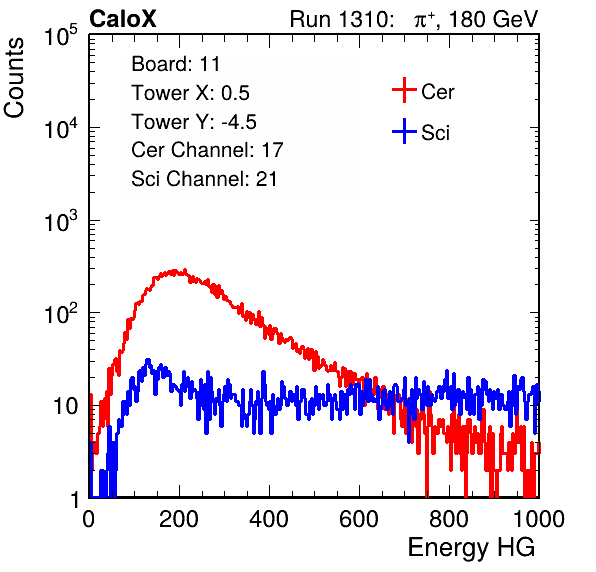 CaloX Run 1310: π⁺, 180 GeV
Counts
10⁵
10⁴
10³
10²
10
1
Board: 11
Tower X: 0.5
Tower Y: -4.5
Cer Channel: 17
Sci Channel: 21
Cer
Sci
0 200 400 600 800 1000
Energy HG